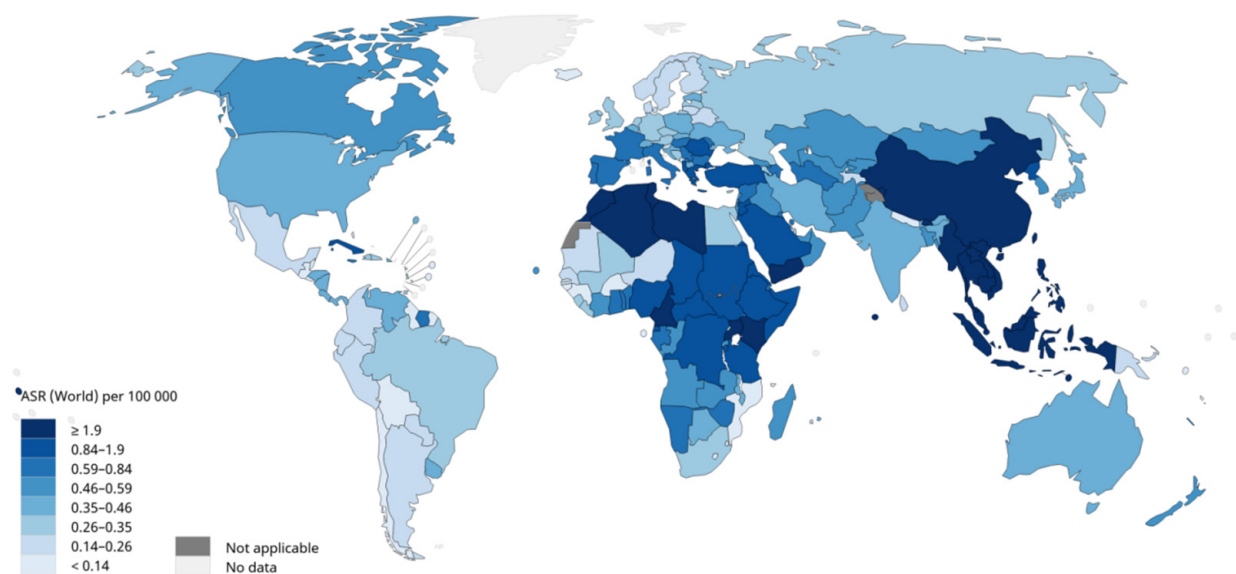 ASR (World) per 100 000
≥ 1.9
0.84–1.9
0.59–0.84
0.46–0.59
0.35–0.46
0.26–0.35
0.14–0.26
< 0.14
Not applicable
No data